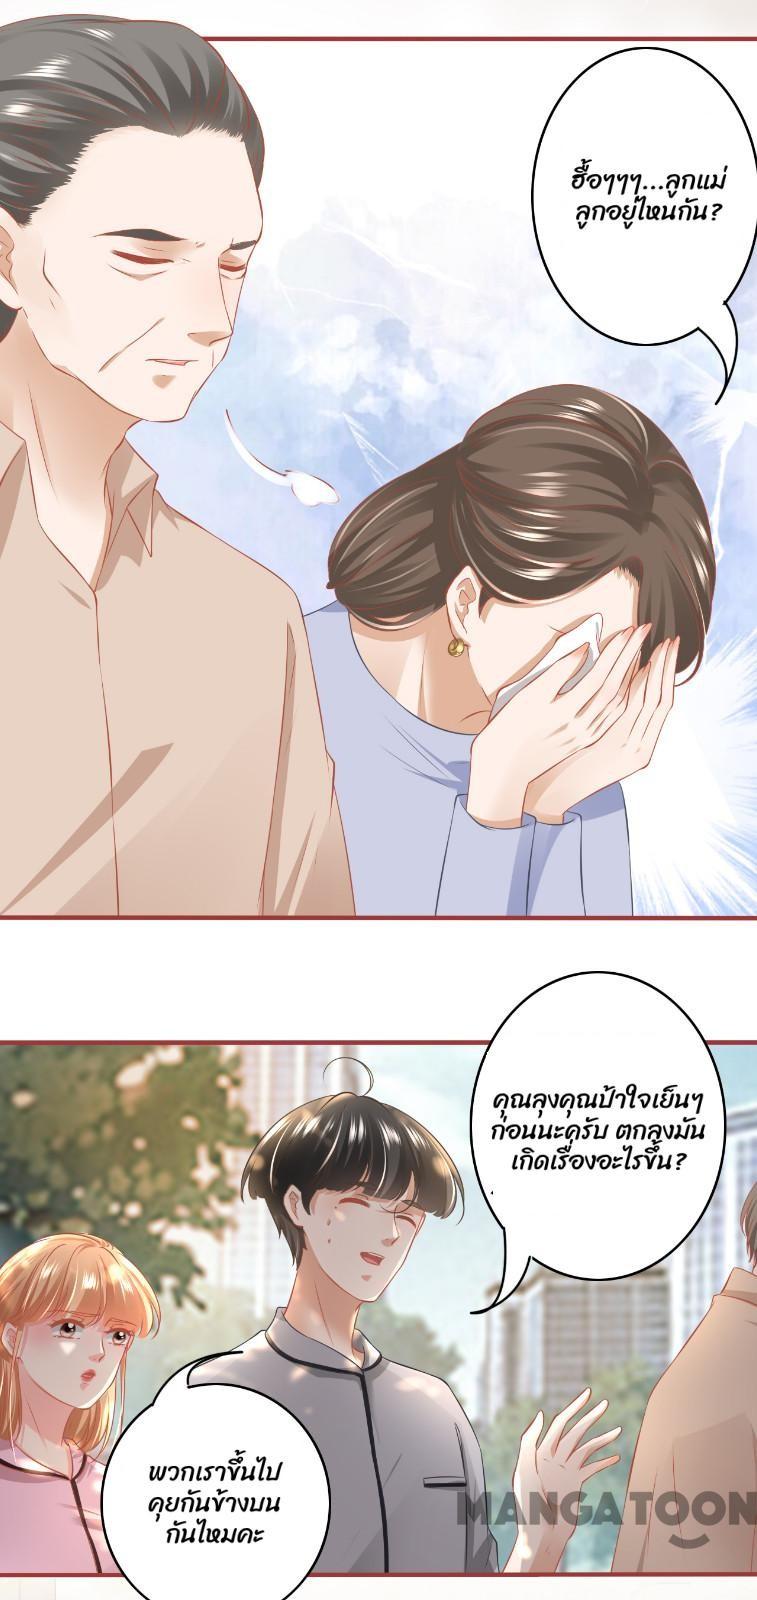 ฮื้อๆๆๆ...ลูกแม่
ลูกอยู่ไหนกัน?
คุณลุงคุณป้าใจเย็นๆ
ก่อนนะครับ ตกลงมัน
เกิดเรื่องอะไรขึ้น?
พวกเราขึ้นไป
คุยกันข้างบน
กันไหมคะ
MANGATOON